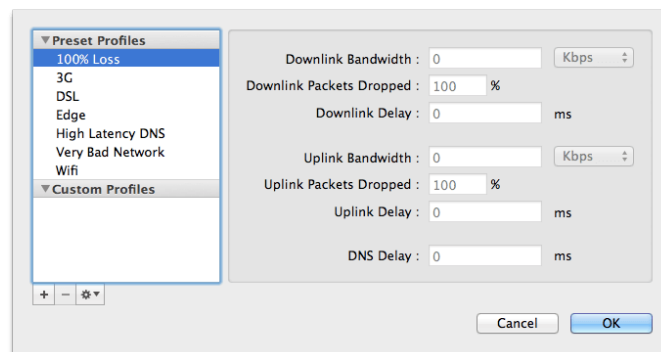 Preset Profiles
100% Loss
3G
DSL
Edge
High Latency DNS
Very Bad Network
Wifi
Custom Profiles
+ −
Downlink Bandwidth : 0 Kbps
Downlink Packets Dropped : 100 %
Downlink Delay : 0 ms
Uplink Bandwidth : 0 Kbps
Uplink Packets Dropped : 100 %
Uplink Delay : 0 ms
DNS Delay : 0 ms
Cancel OK